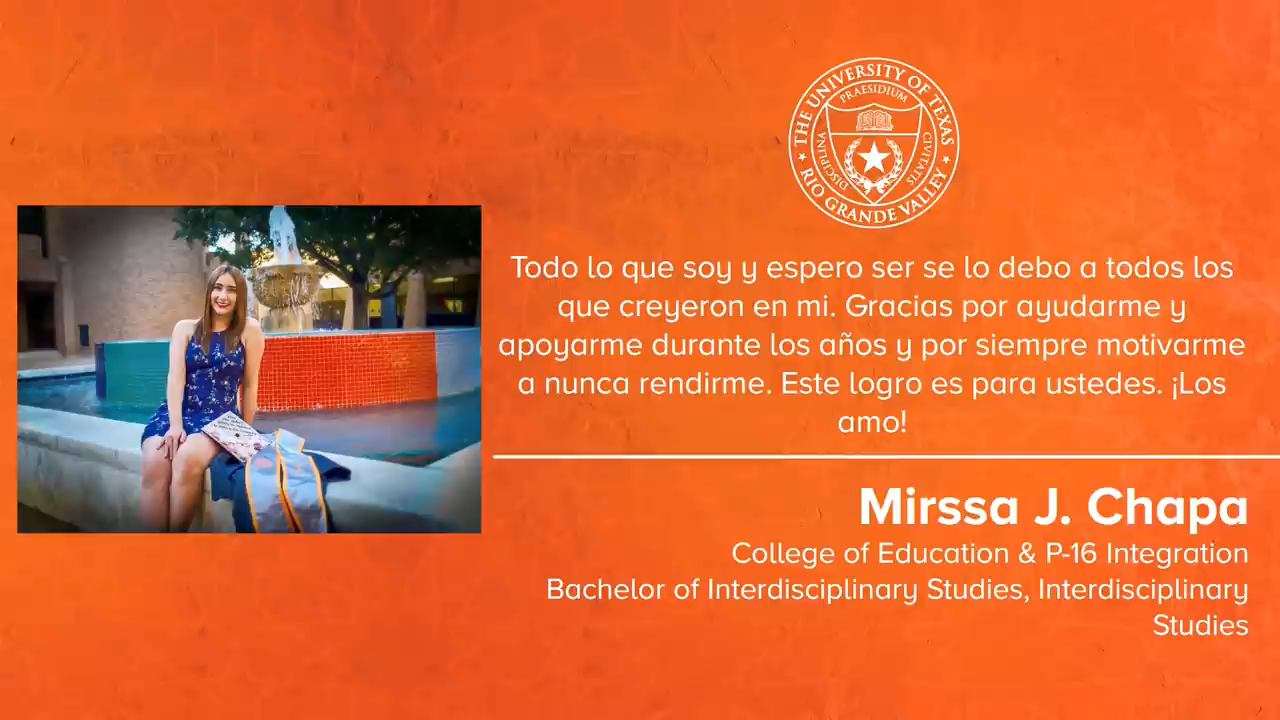 THE UNIVERSITY OF TEXAS
RIO GRANDE VALLEY
PRAESIDIUM
DISCIPLINA
CIVITATIS
Todo lo que soy y espero ser se lo debo a todos los
que creyeron en mi. Gracias por ayudarme y
apoyarme durante los años y por siempre motivarme
a nunca rendirme. Este logro es para ustedes. ¡Los
amo!
Mirssa J. Chapa
College of Education & P-16 Integration
Bachelor of Interdisciplinary Studies, Interdisciplinary
Studies